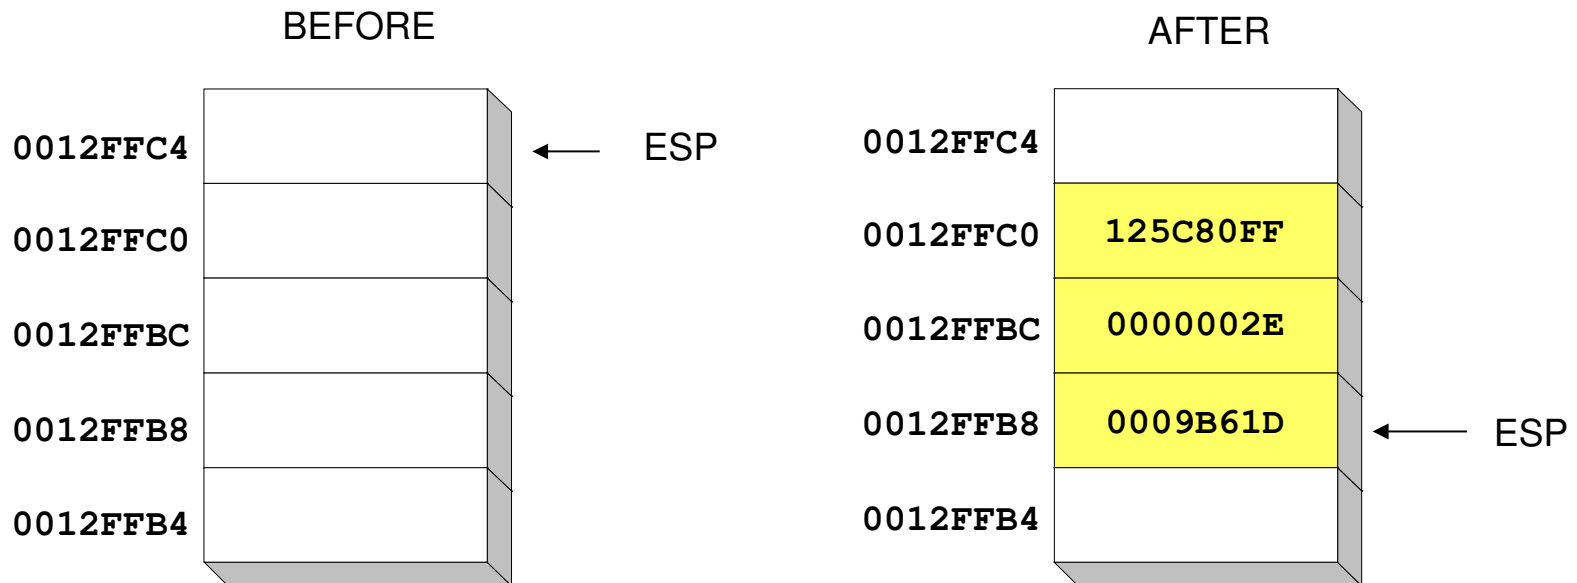 BEFORE
0012FFC4
ESP
0012FFC0
0012FFBC
0012FFB8
0012FFB4
AFTER
0012FFC4
0012FFC0 125C80FF
0012FFBC 0000002E
0012FFB8 0009B61D
ESP
0012FFB4